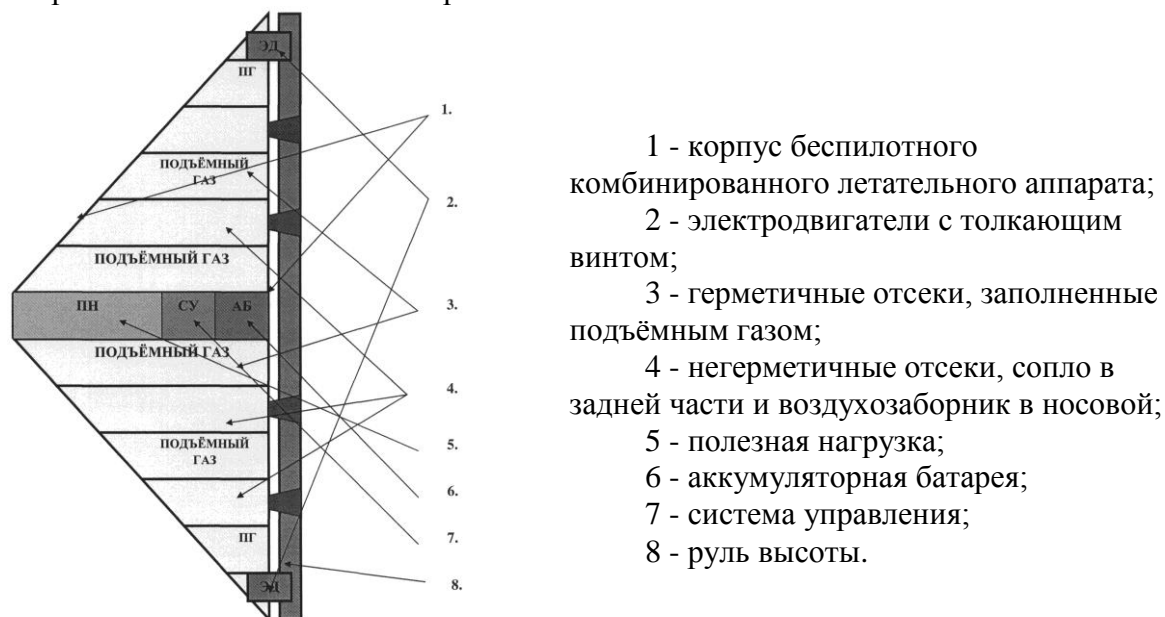 ЭД
ПГ
1.
ПОДЪЁМНЫЙ
ГАЗ
2.
ПОДЪЁМНЫЙ ГАЗ
ПН
СУ
АБ
3.
ПОДЪЁМНЫЙ ГАЗ
4.
ПОДЪЁМНЫЙ
ГАЗ
5.
6.
ПГ
7.
ЭД
8.
1 - корпус беспилотного
комбинированного летательного аппарата;
2 - электродвигатели с толкающим
винтом;
3 - герметичные отсеки, заполненные
подъёмным газом;
4 - негерметичные отсеки, сопло в
задней части и воздухозаборник в носовой;
5 - полезная нагрузка;
6 - аккумуляторная батарея;
7 - система управления;
8 - руль высоты.